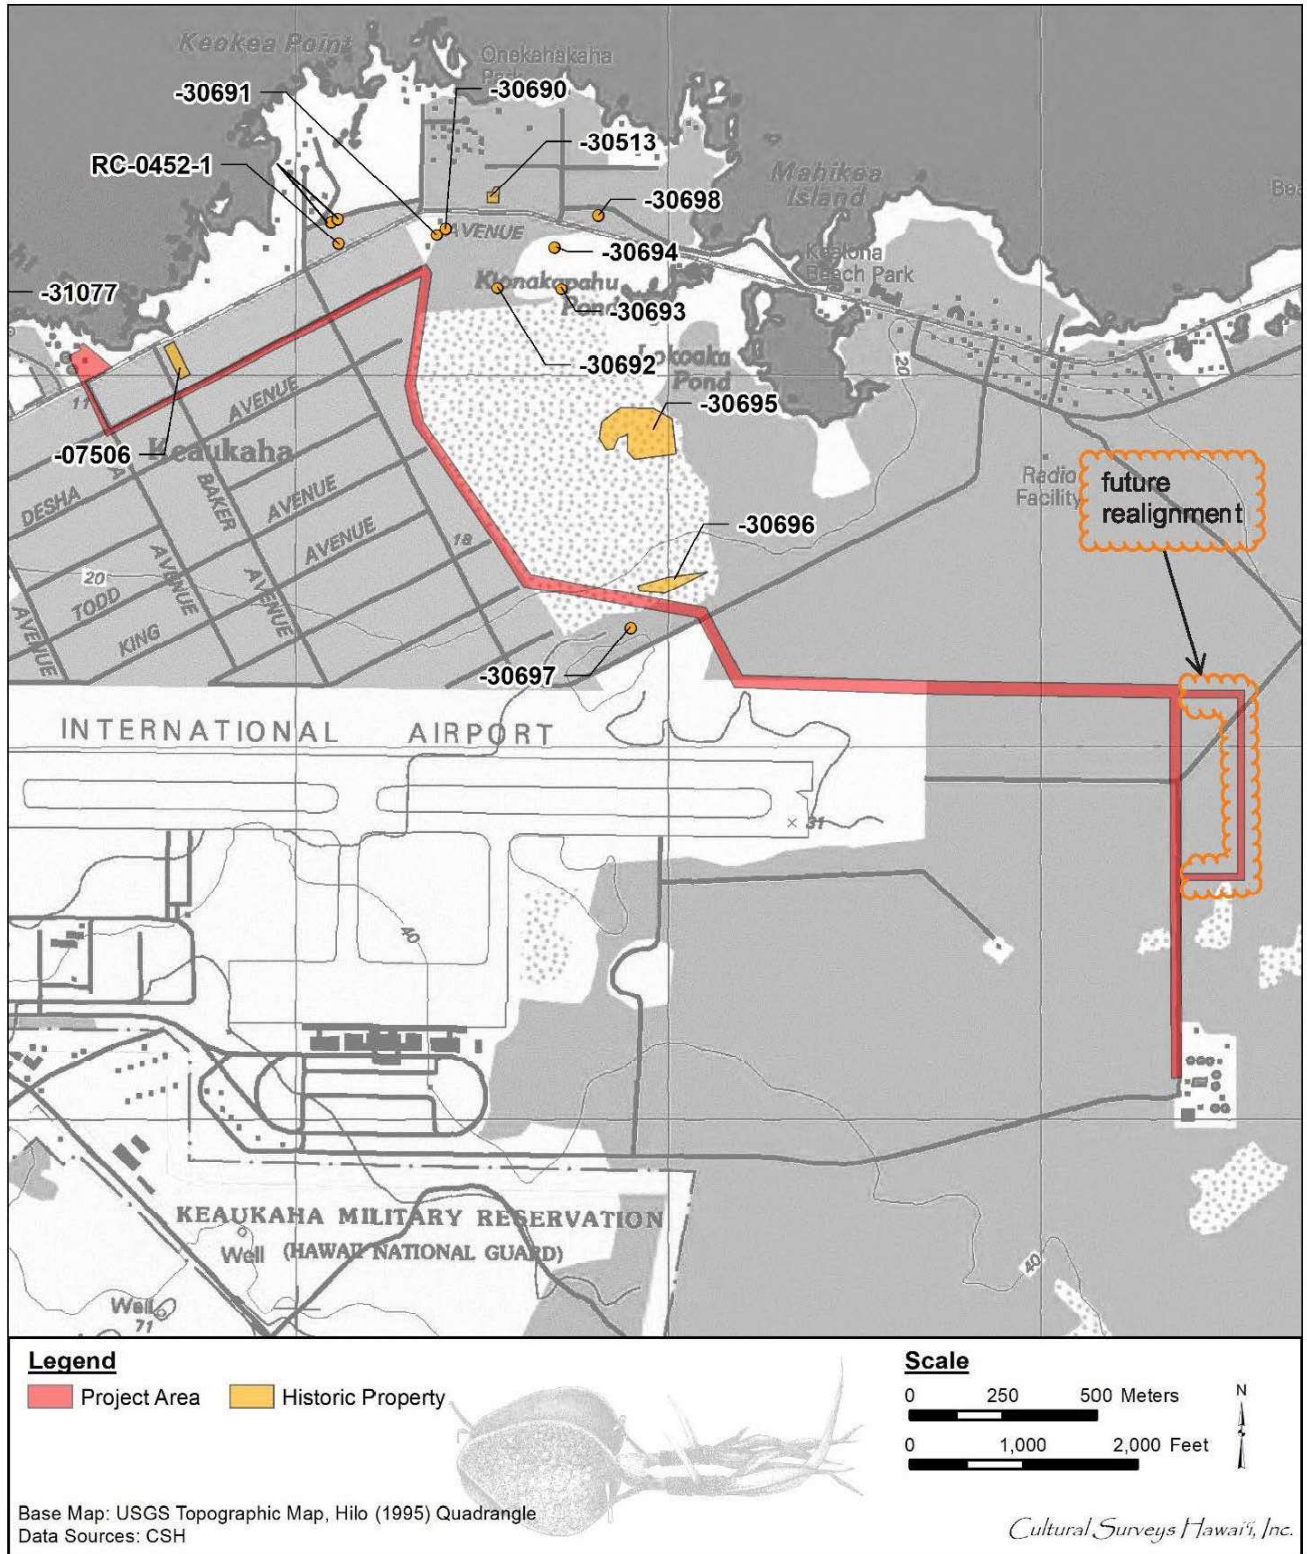 Keokea Point
Onekahakaha
-30691
-30690
-30513
RC-0452-1
Mahikea
Island
-30698
AVENUE
-30694
Kealoha
Beach Park
-31077
Pond
-30693
-30692
20
Pond
-30695
11
AVENUE
-07506
Keaukaha
Radio
Facility
future
realignment
DESHA
BAKER
AVENUE
AVENUE
18
-30696
20
TODD
AVENUE
AVENUE
KING
AVENUE
-30697
INTERNATIONAL AIRPORT
31
40
KEAUKAHA MILITARY RESERVATION
Well (HAWAII NATIONAL GUARD)
40
Well
71
Legend
Project Area
Historic Property
Scale
0 250 500 Meters
0 1,000 2,000 Feet
N
Base Map: USGS Topographic Map, Hilo (1995) Quadrangle
Data Sources: CSH
Cultural Surveys Hawai'i, Inc.